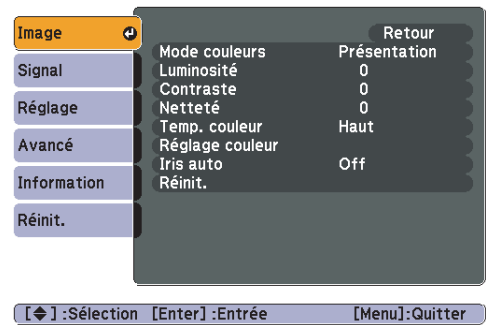 Image
Signal
Réglage
Avancé
Information
Réinit.
Retour
Mode couleurs Présentation
Luminosité 0
Contraste 0
Netteté 0
Temp. couleur Haut
Réglage couleur
Iris auto Off
Réinit.
[◆] :Sélection [Enter] :Entrée [Menu]:Quitter